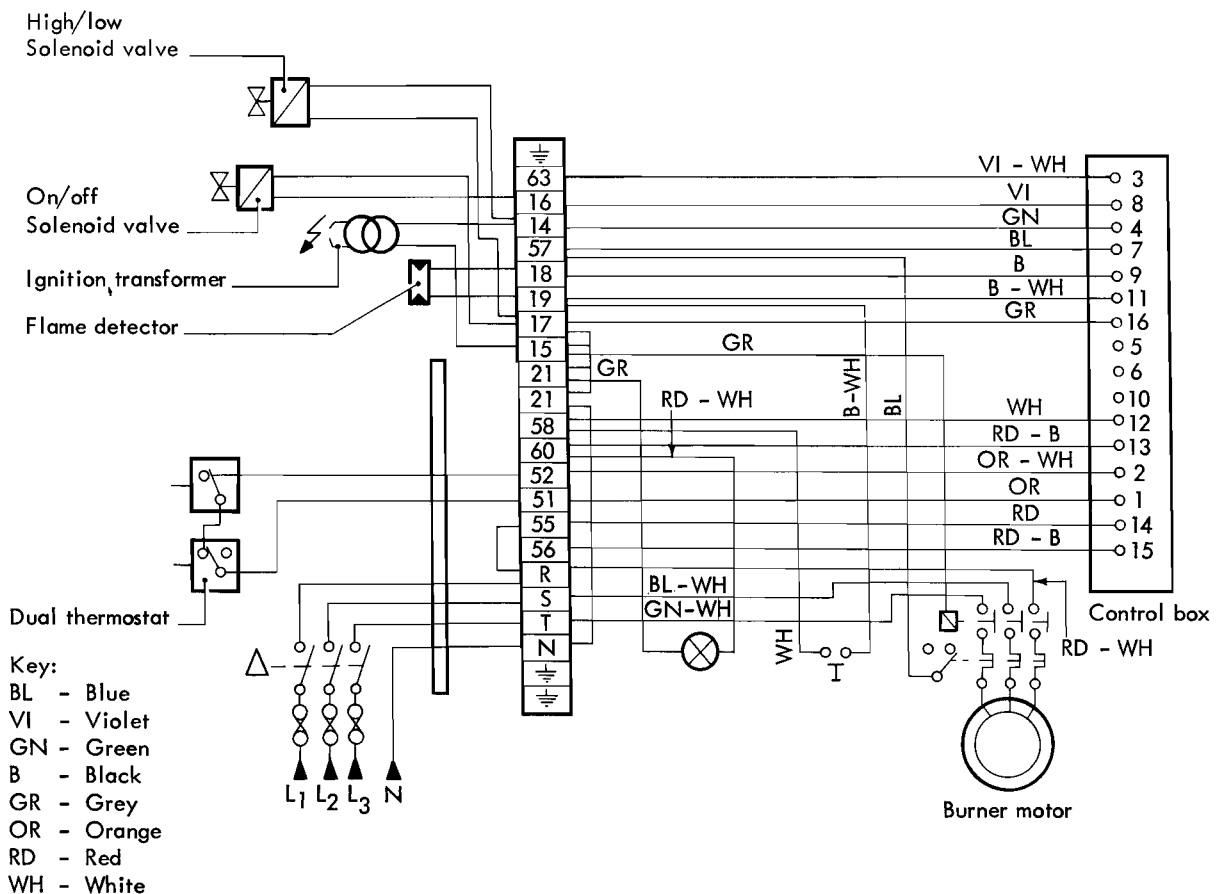 High/low
Solenoid valve
On/off
Solenoid valve
Ignition transformer
Flame detector
Dual thermostat
Key:
BL - Blue
VI - Violet
GN - Green
B - Black
GR - Grey
OR - Orange
RD - Red
WH - White
L1 L2 L3 N
63
16
14
57
18
19
17
15
21
21
58
60
52
51
55
56
R
S
T
N
VI - WH
VI
GN
BL
B
B - WH
GR
GR
GR
RD - WH
B-WH
BL
WH
RD - B
OR - WH
OR
RD
RD - B
BL-WH
GN-WH
WH
RD - WH
3
8
4
7
9
11
16
5
6
10
12
13
2
1
14
15
Control box
Burner motor